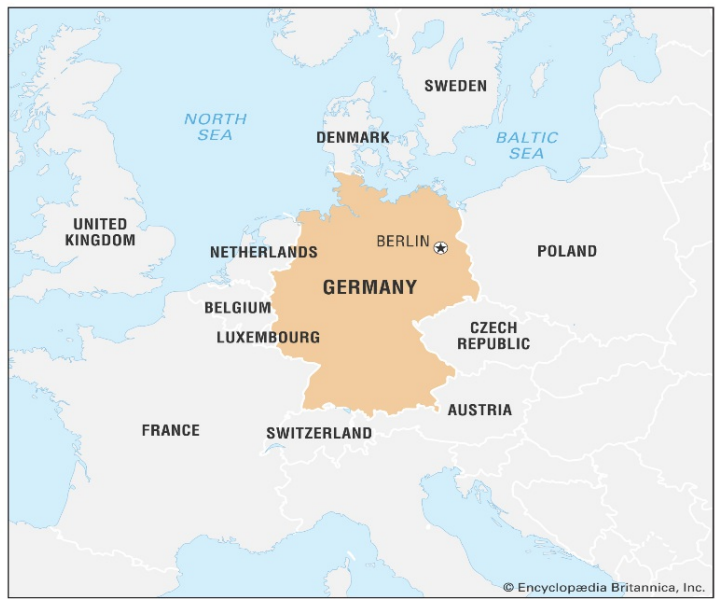 SWEDEN
NORTH
SEA
DENMARK
BALTIC
SEA
UNITED
KINGDOM
BERLIN
NETHERLANDS
POLAND
GERMANY
BELGIUM
CZECH
REPUBLIC
LUXEMBOURG
AUSTRIA
FRANCE
SWITZERLAND
© Encyclopædia Britannica, Inc.